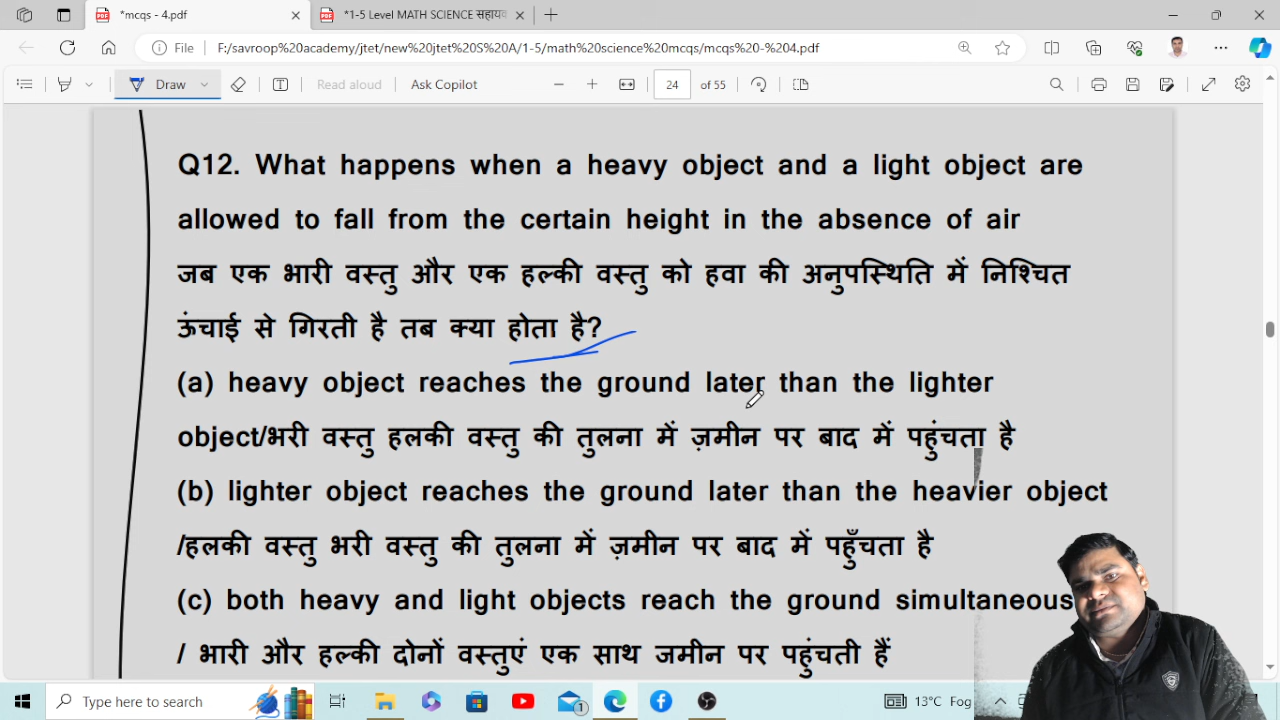 *mcqs - 4.pdf
*1-5 Level MATH SCIENCE सहायव
File
F:/savroop%20academy/jtet/new%20jtet%20S%20A/1-5/math%20science%20mcqs/mcqs%20-%204.pdf
Draw
Read aloud
Ask Copilot
24
of 55
Q12. What happens when a heavy object and a light object are
allowed to fall from the certain height in the absence of air
जब एक भारी वस्तु और एक हल्की वस्तु को हवा की अनुपस्थिति में निश्चित
ऊंचाई से गिरती है तब क्या होता है?
(a) heavy object reaches the ground later than the lighter
object/भरी वस्तु हलकी वस्तु की तुलना में ज़मीन पर बाद में पहुंचता है
(b) lighter object reaches the ground later than the heavier object
/हलकी वस्तु भरी वस्तु की तुलना में ज़मीन पर बाद में पहुँचता है
(c) both heavy and light objects reach the ground simultaneous
/ भारी और हल्की दोनों वस्तुएं एक साथ जमीन पर पहुंचती हैं
Type here to search
1
13°C Fog